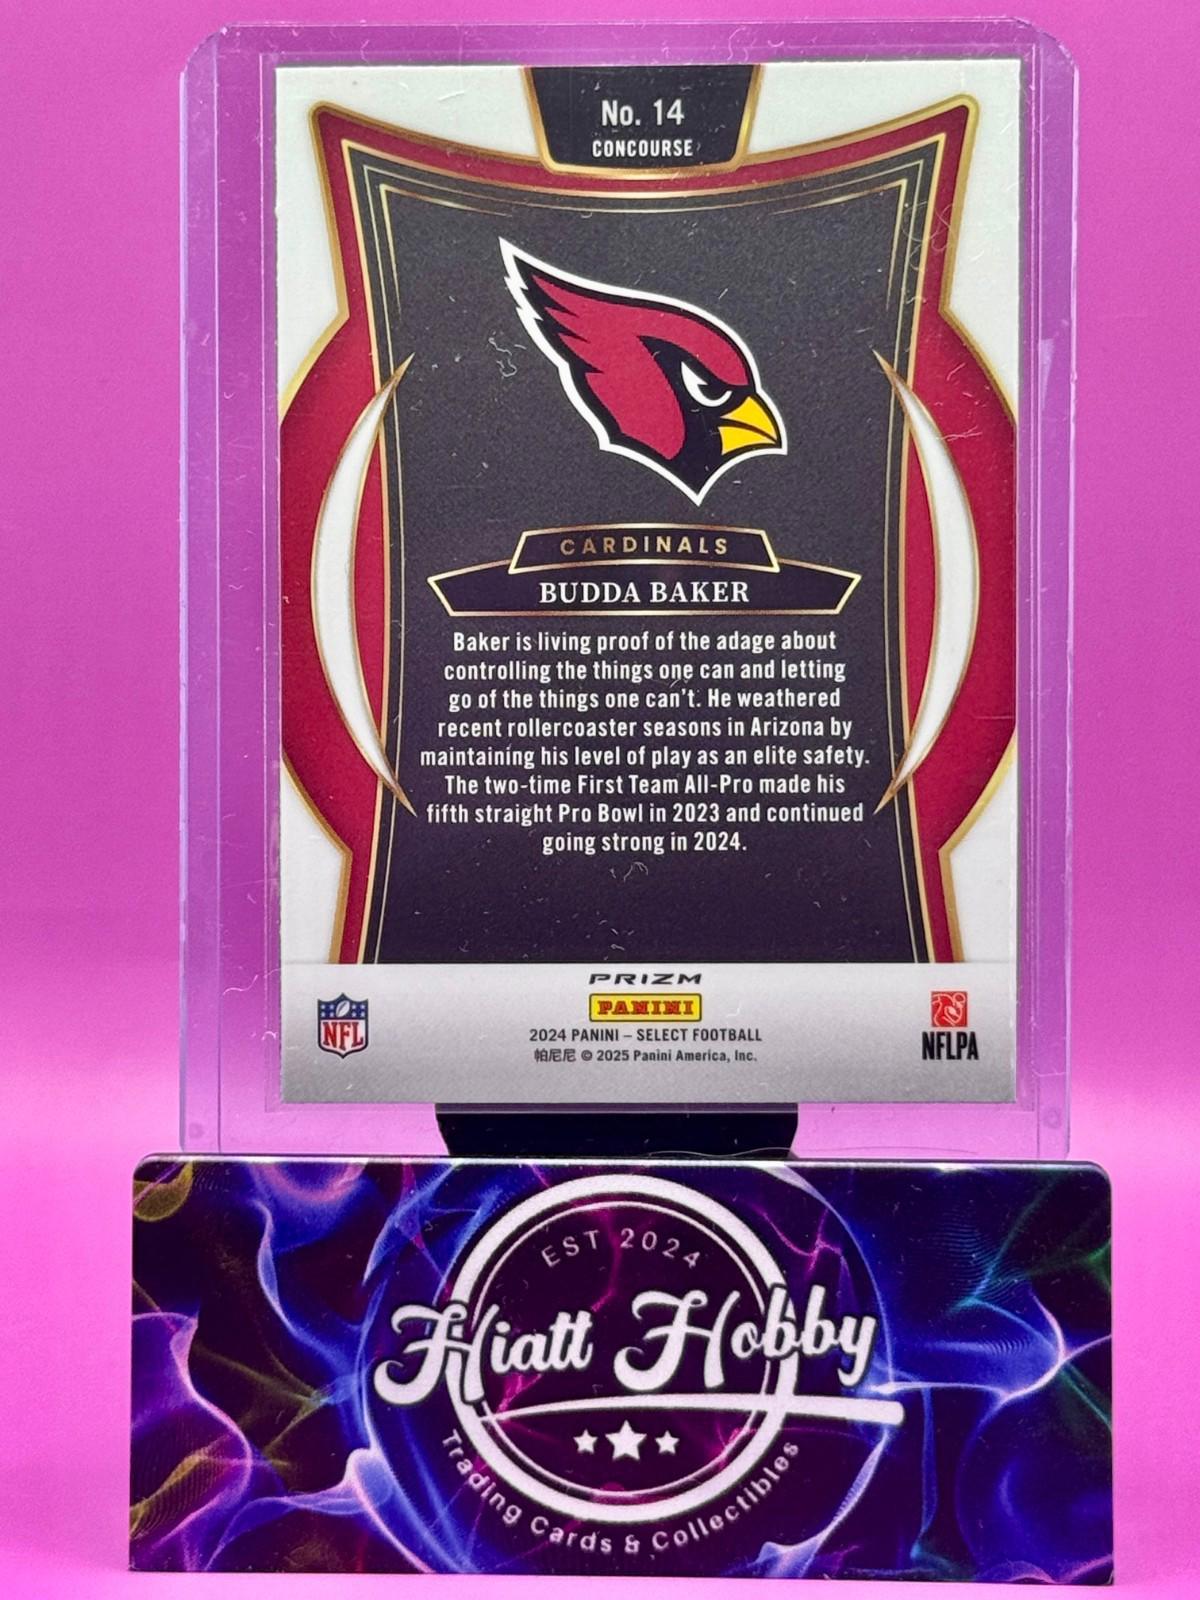 No. 14
CONCOURSE
CARDINALS
BUDDA BAKER
Baker is living proof of the adage about
controlling the things one can and letting
go of the things one can't. He weathered
recent rollercoaster seasons in Arizona by
maintaining his level of play as an elite safety.
The two-time First Team All-Pro made his
fifth straight Pro Bowl in 2023 and continued
going strong in 2024.
PRIZM
PANINI
2024 PANINI – SELECT FOOTBALL
帕尼尼 © 2025 Panini America, Inc.
NFL
NFLPA
EST 2024
Hiatt Hobby
Trading Cards & Collectibles